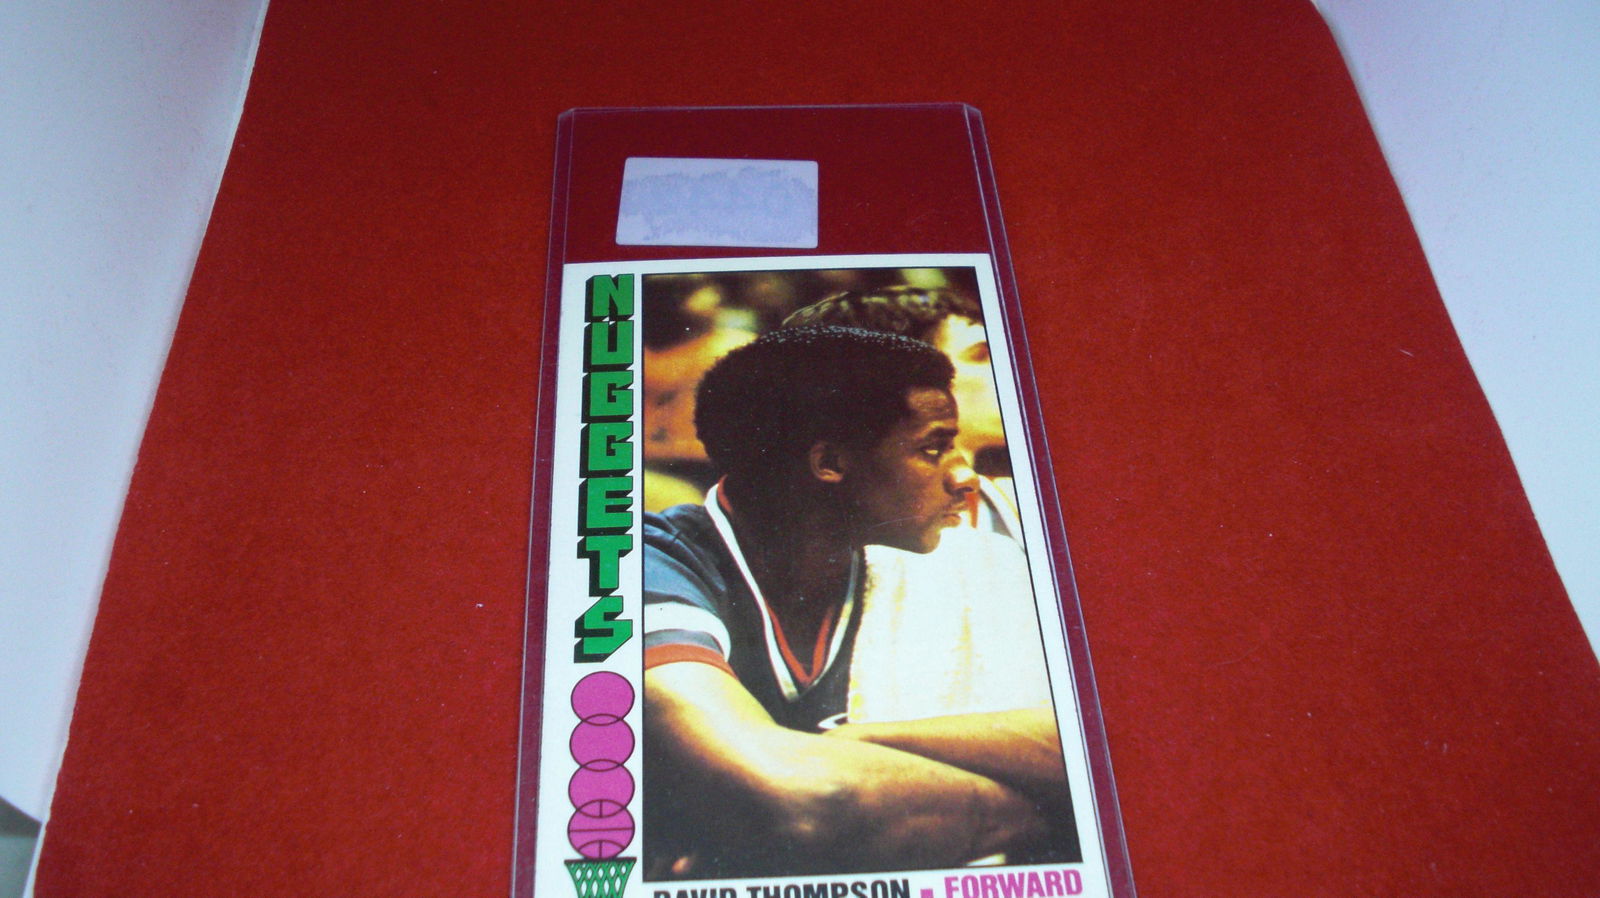 NUGGETS
DAVID THOMPSON ▪ FORWARD